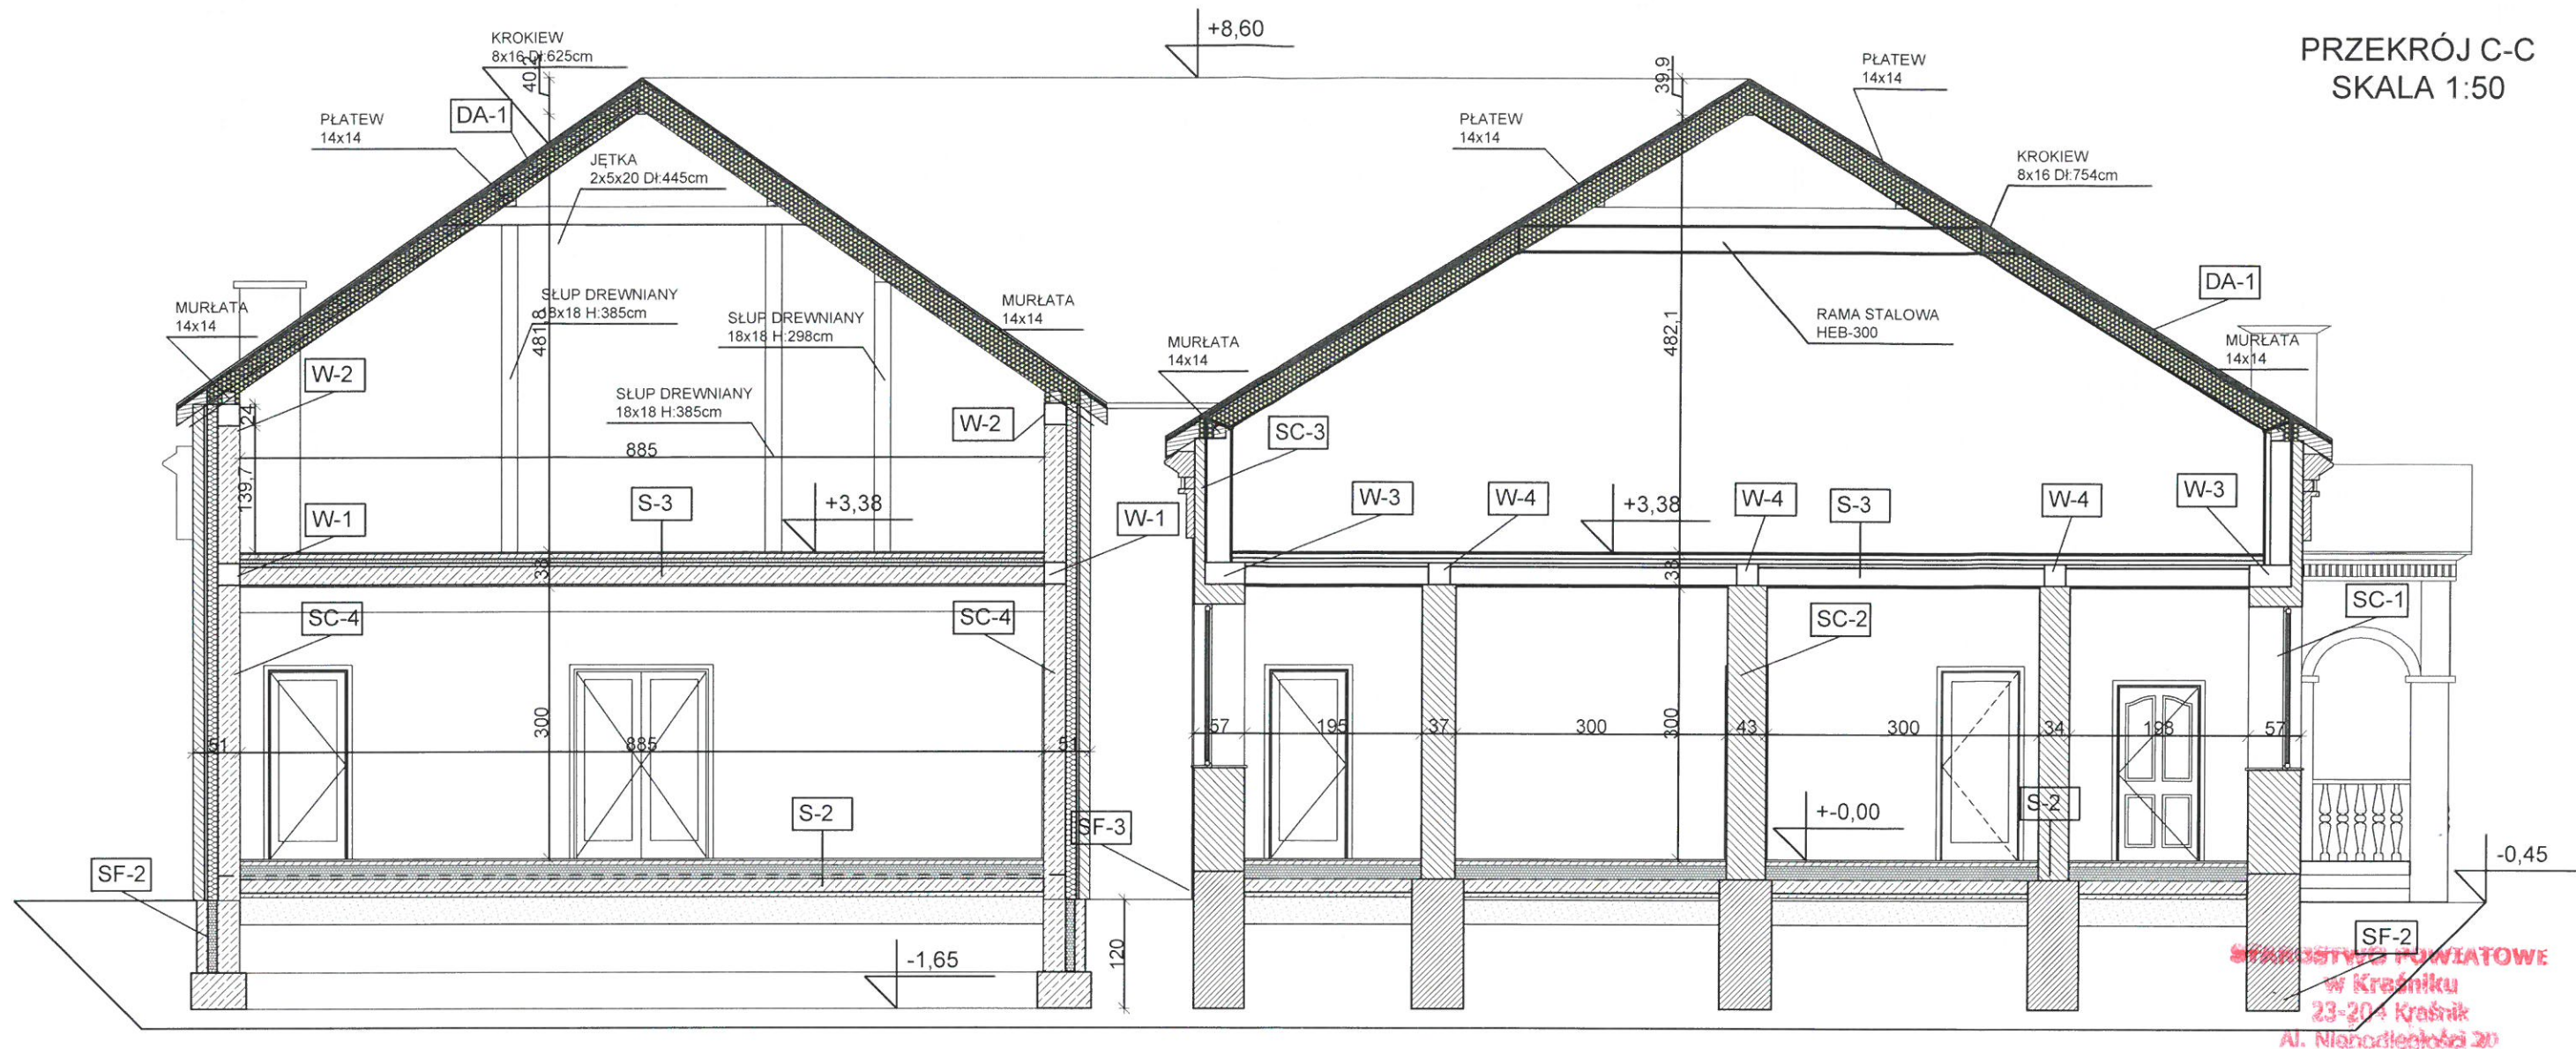 PRZEKRÓJ C-C
SKALA 1:50
+8,60
KROKIEW
8x16 Dł:625cm
40,2
39,9
PŁATEW
14x14
DA-1
PŁATEW
14x14
JĘTKA
2x5x20 Dł:445cm
PŁATEW
14x14
KROKIEW
8x16 Dł:754cm
DA-1
MURŁATA
14x14
SŁUP DREWNIANY
18x18 H:385cm
481,8
SŁUP DREWNIANY
18x18 H:298cm
MURŁATA
14x14
MURŁATA
14x14
482,1
RAMA STALOWA
HEB-300
MURŁATA
14x14
W-2
SŁUP DREWNIANY
18x18 H:385cm
24
W-2
SC-3
885
139,7
S-3
+3,38
W-1
W-1
W-3
W-4
+3,38
W-4
S-3
W-4
W-3
33
33
SC-4
SC-4
SC-2
SC-1
300
51
885
51
57
195
37
300
300
43
300
34
198
57
S-2
SF-3
+-0,00
S-2
-0,45
SF-2
-1,65
120
SF-2
STAROSTWO POWIATOWE
w Kraśniku
23-204 Kraśnik
Al. Niepodległości 20